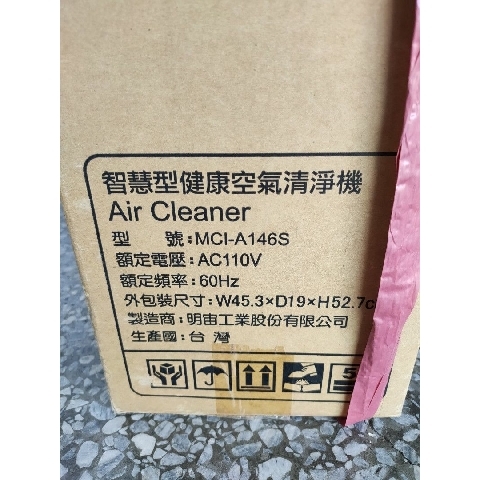 智慧型健康空氣清淨機
Air Cleaner
型 號:MCI-A146S
額定電壓:AC110V
額定頻率:60Hz
外包裝尺寸:W45.3×D19×H52.7c
製造商:明宙工業股份有限公司
生產國:台灣
5